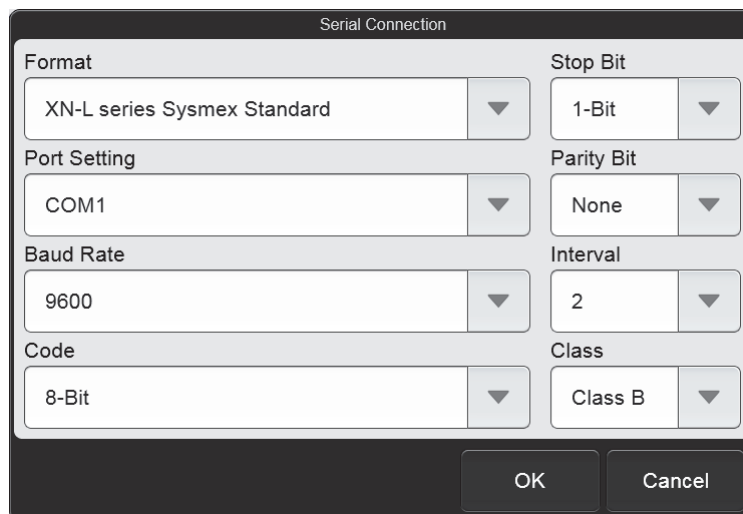 Serial Connection
Format
Stop Bit
XN-L series Sysmex Standard
1-Bit
Port Setting
Parity Bit
COM1
None
Baud Rate
Interval
9600
2
Code
Class
8-Bit
Class B
OK
Cancel